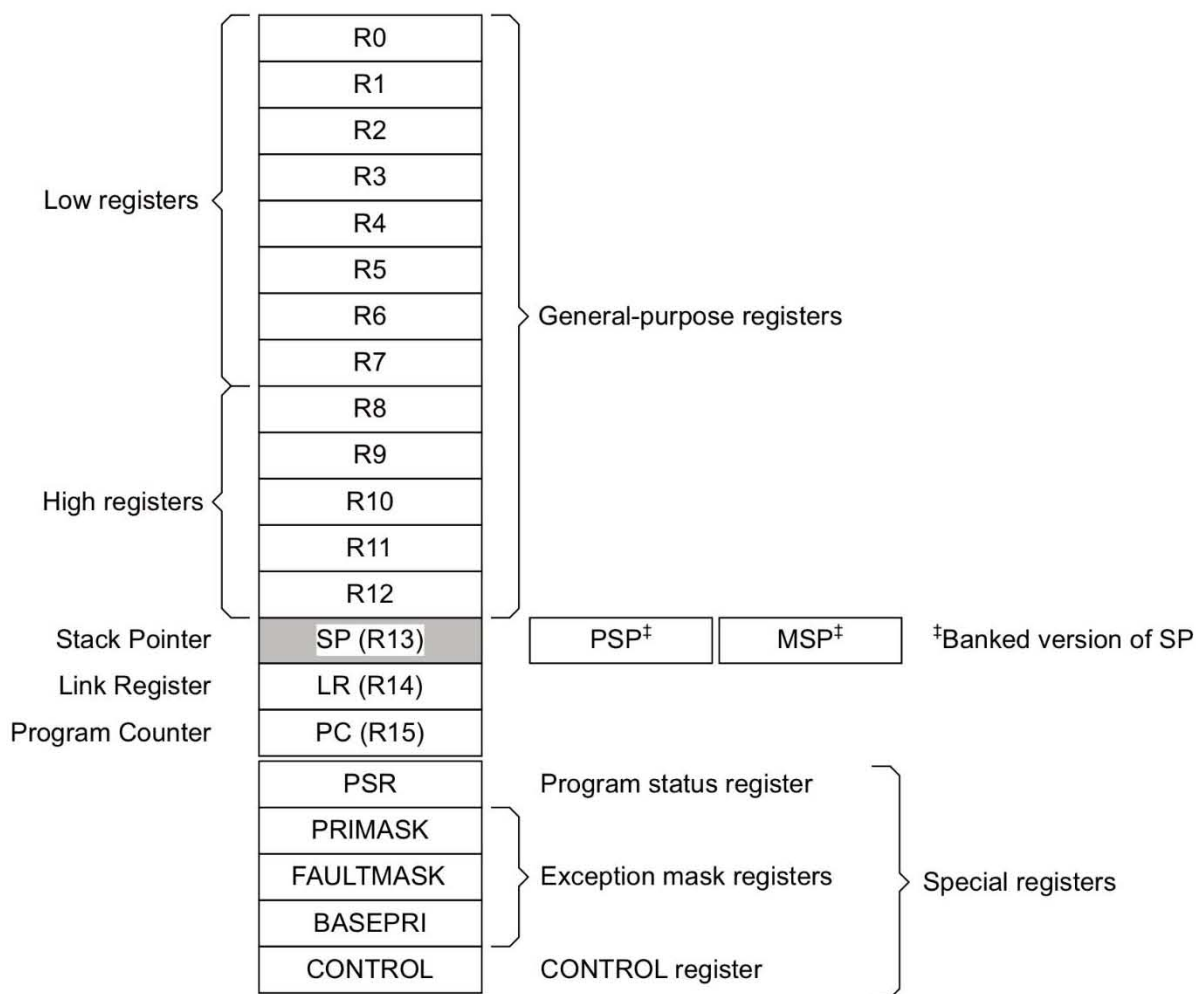 R0
R1
R2
R3
Low registers
R4
R5
R6
General-purpose registers
R7
R8
R9
High registers
R10
R11
R12
Stack Pointer SP (R13) PSP‡ MSP‡ ‡Banked version of SP
Link Register LR (R14)
Program Counter PC (R15)
PSR Program status register
PRIMASK
FAULTMASK Exception mask registers Special registers
BASEPRI
CONTROL CONTROL register